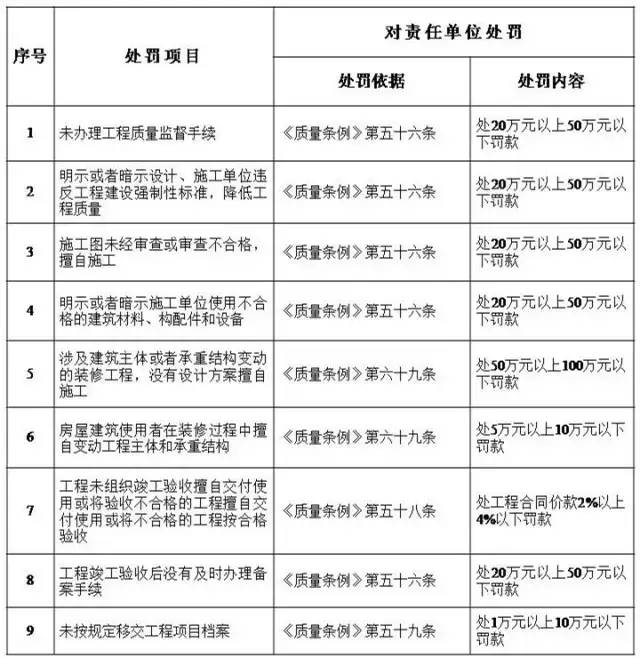 序号
处罚项目
对责任单位处罚
处罚依据
处罚内容
1
未办理工程质量监督手续
《质量条例》第五十六条
处20万元以上50万元以
下罚款
2
明示或者暗示设计、施工单位违
反工程建设强制性标准，降低工
程质量
《质量条例》第五十六条
处20万元以上50万元以
下罚款
3
施工图未经审查或审查不合格，
擅自施工
《质量条例》第五十六条
处20万元以上50万元以
下罚款
4
明示或者暗示施工单位使用不合
格的建筑材料、构配件和设备
《质量条例》第五十六条
处20万元以上50万元以
下罚款
5
涉及建筑主体或者承重结构变动
的装修工程，没有设计方案擅自
施工
《质量条例》第六十九条
处50万元以上100万元以
下罚款
6
房屋建筑使用者在装修过程中擅
自变动工程主体和承重结构
《质量条例》第六十九条
处5万元以上10万元以下
罚款
7
工程未组织竣工验收擅自交付使
用或将验收不合格的工程擅自交
付使用或将不合格的工程按合格
验收
《质量条例》第五十八条
处工程合同价款2%以上
4%以下罚款
8
工程竣工验收后没有及时办理备
案手续
《质量条例》第五十六条
处20万元以上50万元以
下罚款
9
未按规定移交工程项目档案
《质量条例》第五十九条
处1万元以上10万元以下
罚款